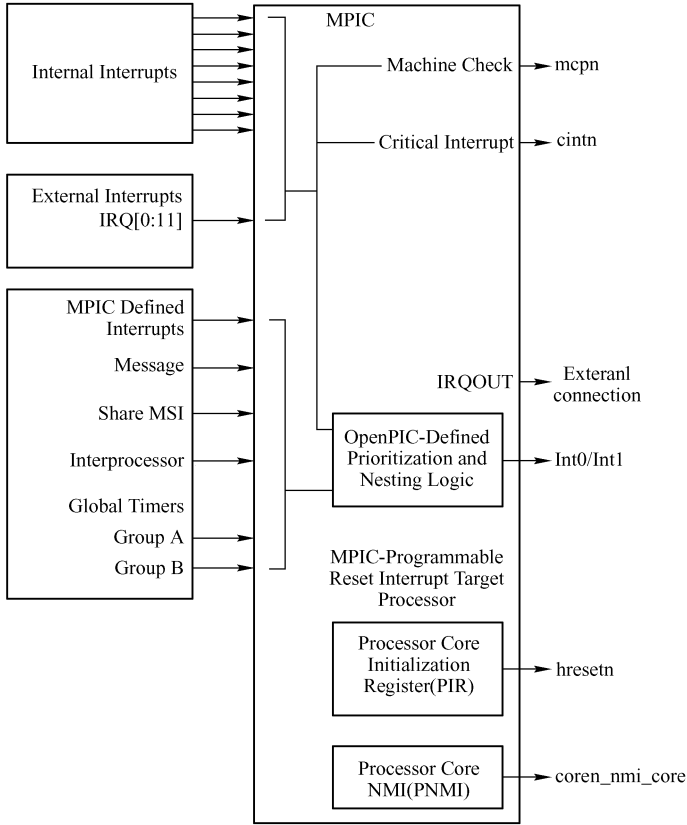 MPIC
Internal Interrupts
Machine Check
mcpn
Critical Interrupt
cintn
External Interrupts
IRQ[0:11]
MPIC Defined
Interrupts
Message
Share MSI
Interprocessor
Global Timers
Group A
Group B
IRQOUT
Exteranl
connection
OpenPIC-Defined
Prioritization and
Nesting Logic
Int0/Int1
MPIC-Programmable
Reset Interrupt Target
Processor
Processor Core
Initialization
Register(PIR)
hresetn
Processor Core
NMI(PNMI)
coren_nmi_core